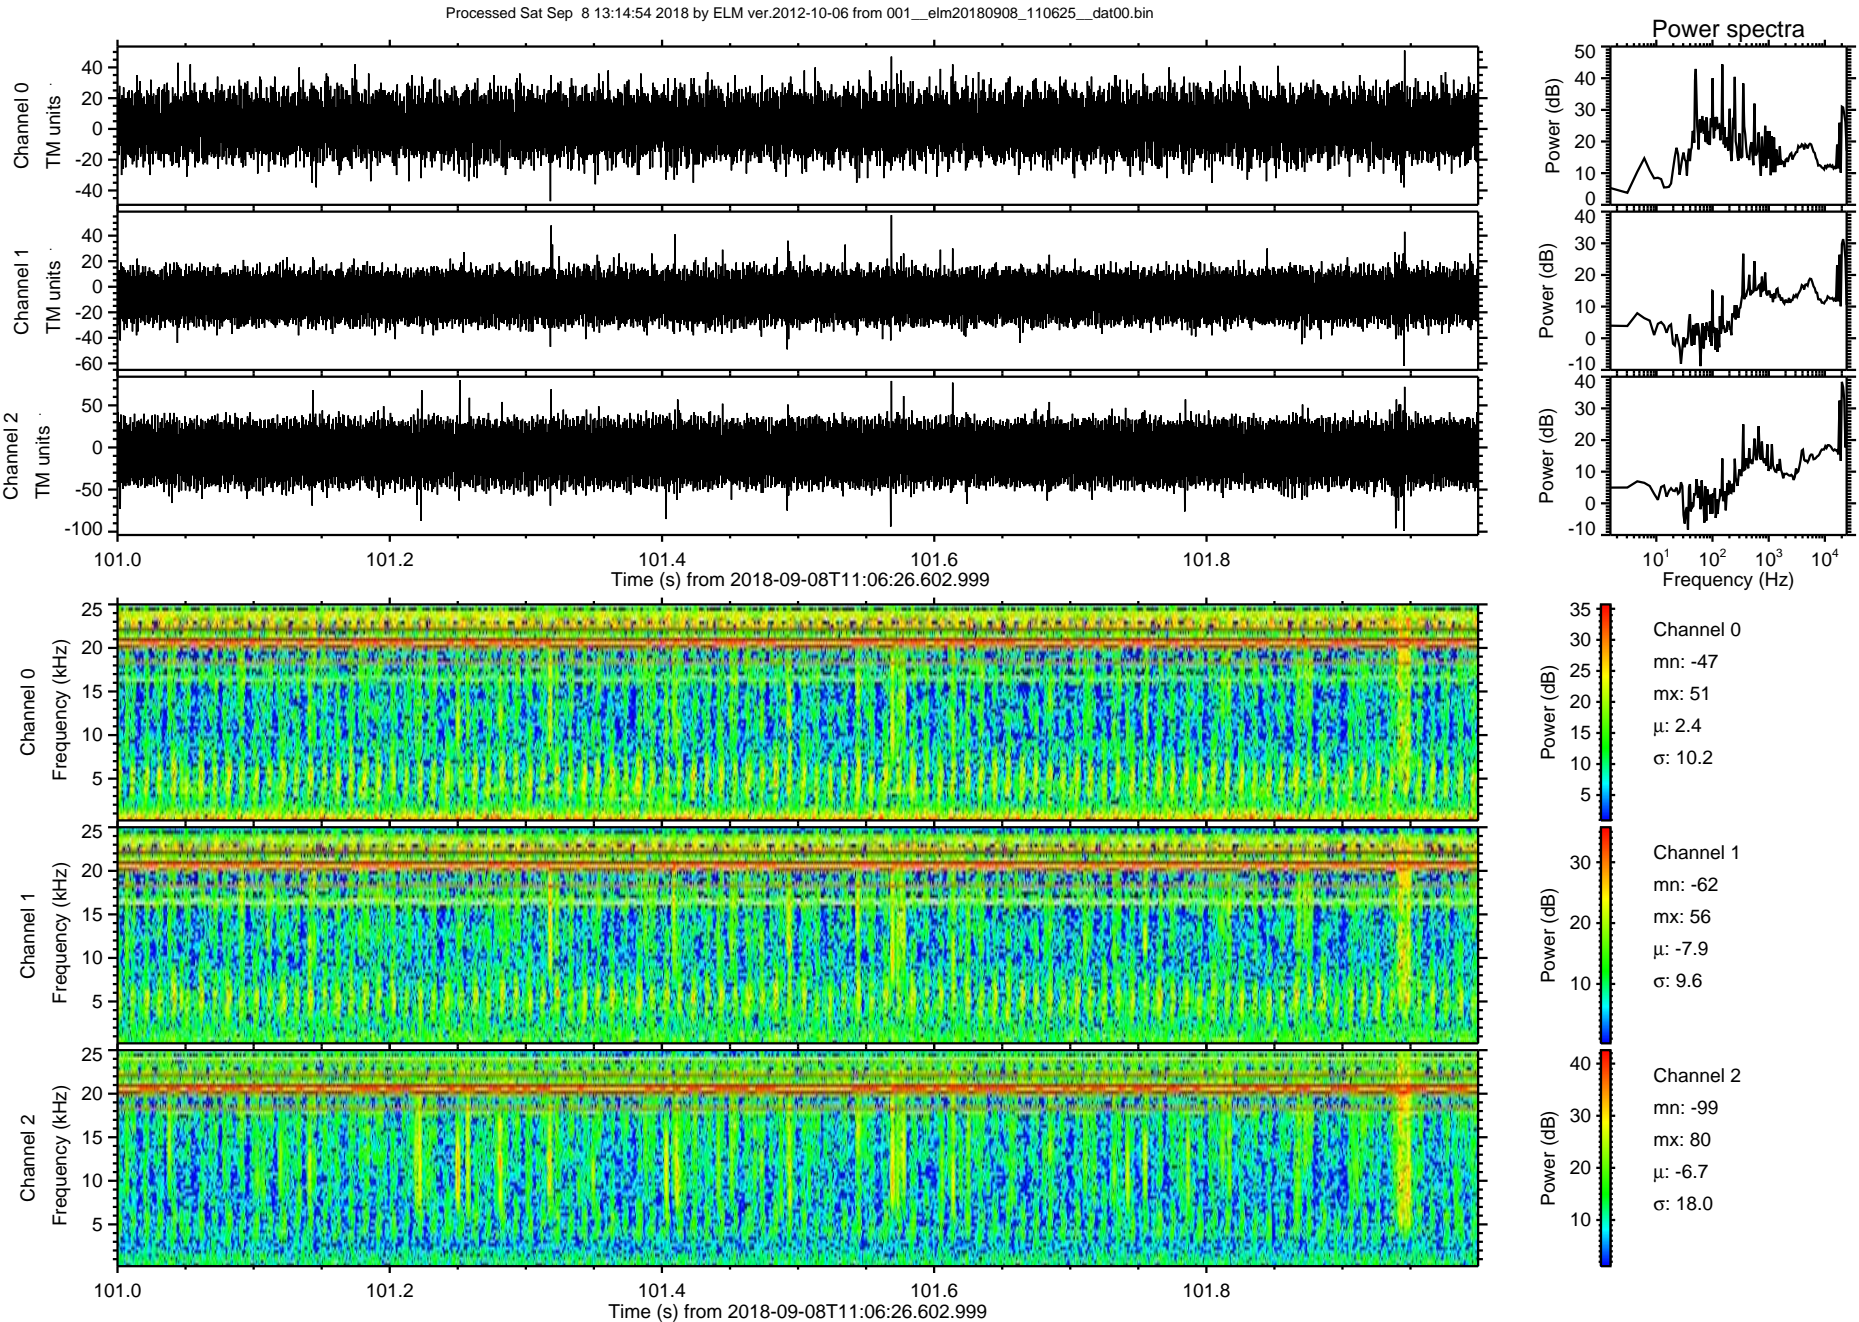 Processed Sat Sep  8 13:14:54 2018 by ELM ver.2012-10-06 from 001__elm20180908_110625__dat00.bin
Power spectra
Channel 0
TM units
40
20
0
-20
-40
Power (dB)
50
40
30
20
10
0
Channel 1
TM units
40
20
0
-20
-40
-60
Power (dB)
40
30
20
10
0
-10
Channel 2
TM units
50
0
-50
-100
Power (dB)
40
30
20
10
0
-10
101.0 101.2 101.4 101.6 101.8
Time (s) from 2018-09-08T11:06:26.602.999
10^1 10^2 10^3 10^4
Frequency (Hz)
Channel 0
Frequency (kHz)
25
20
15
10
5
Power (dB)
35
30
25
20
15
10
5
Channel 0
mn: -47
mx: 51
μ: 2.4
σ: 10.2
Channel 1
Frequency (kHz)
25
20
15
10
5
Power (dB)
30
20
10
Channel 1
mn: -62
mx: 56
μ: -7.9
σ: 9.6
Channel 2
Frequency (kHz)
25
20
15
10
5
Power (dB)
40
30
20
10
Channel 2
mn: -99
mx: 80
μ: -6.7
σ: 18.0
101.0 101.2 101.4 101.6 101.8
Time (s) from 2018-09-08T11:06:26.602.999